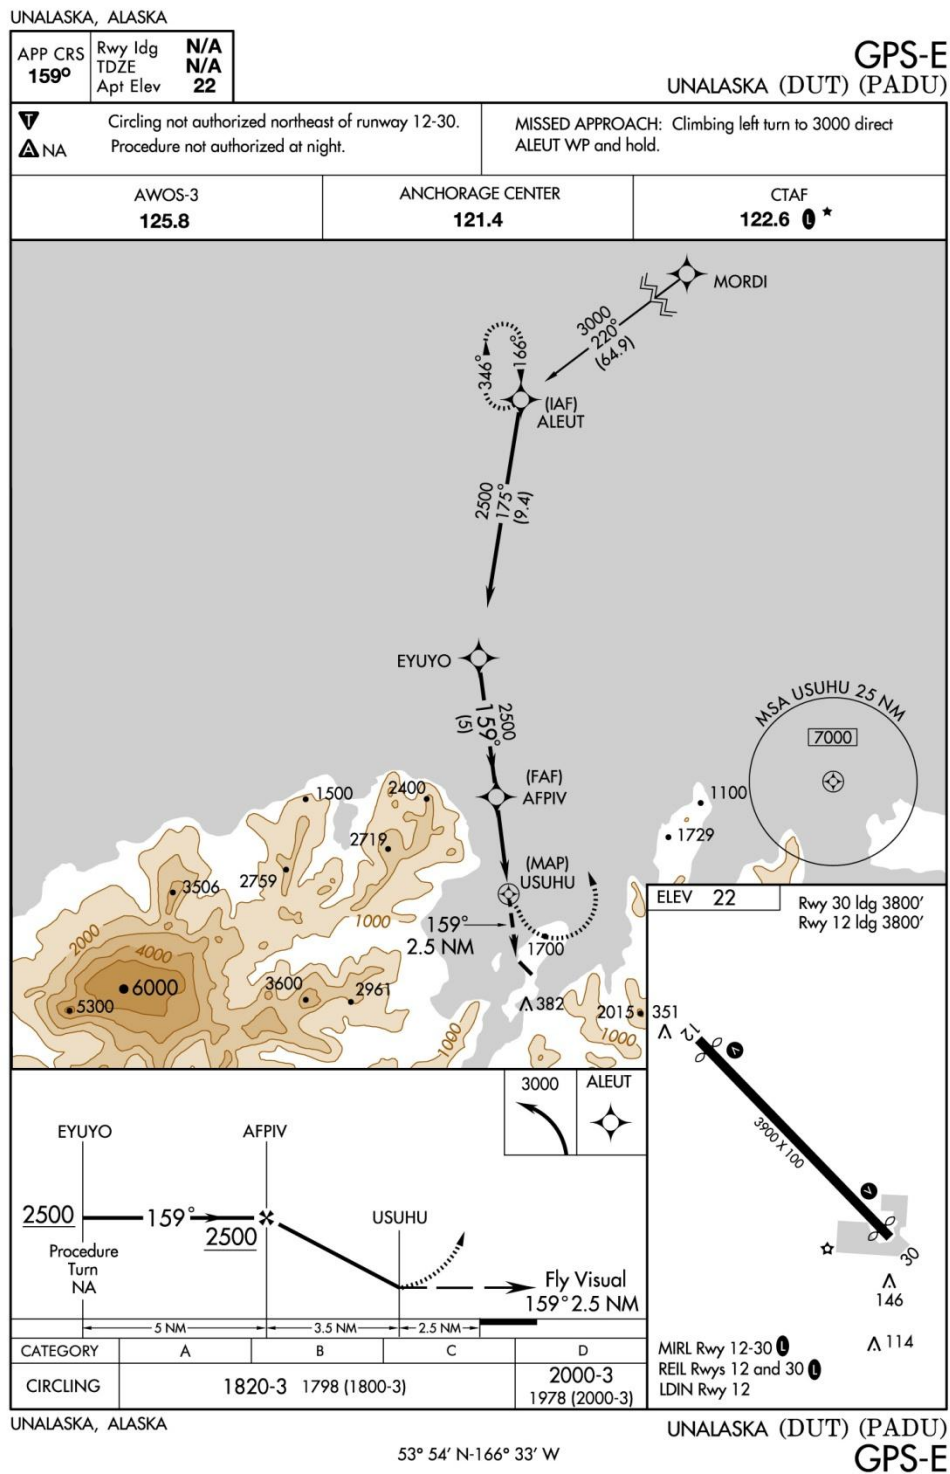 UNALASKA, ALASKA
APP CRS
159°
Rwy ldg N/A
TDZE N/A
Apt Elev 22
GPS-E
UNALASKA (DUT) (PADU)
T
A NA
Circling not authorized northeast of runway 12-30.
Procedure not authorized at night.
MISSED APPROACH: Climbing left turn to 3000 direct
ALEUT WP and hold.
AWOS-3
125.8
ANCHORAGE CENTER
121.4
CTAF
122.6 L *
MORDI
3000
220°
(64.9)
346°
166°
(IAF)
ALEUT
2500
175°
(9.4)
EYUYO
2500
159°
(5)
(FAF)
AFPIV
MSA USUHU 25 NM
7000
1500
2400
1100
2719
1729
2759
3506
(MAP)
USUHU
1000
159°
2.5 NM
1700
2000
4000
6000
5300
3600
2961
382
2015
351
1000
1000
ELEV 22
Rwy 30 ldg 3800'
Rwy 12 ldg 3800'
12
V
3900 X 100
V
30
146
114
MIRL Rwy 12-30 L
REIL Rwys 12 and 30 L
LDIN Rwy 12
3000
ALEUT
EYUYO
AFPIV
USUHU
2500
159°
2500
Procedure
Turn
NA
Fly Visual
159° 2.5 NM
5 NM
3.5 NM
2.5 NM
CATEGORY A B C D
CIRCLING
1820-3 1798 (1800-3)
2000-3
1978 (2000-3)
UNALASKA, ALASKA
53° 54' N-166° 33' W
UNALASKA (DUT) (PADU)
GPS-E